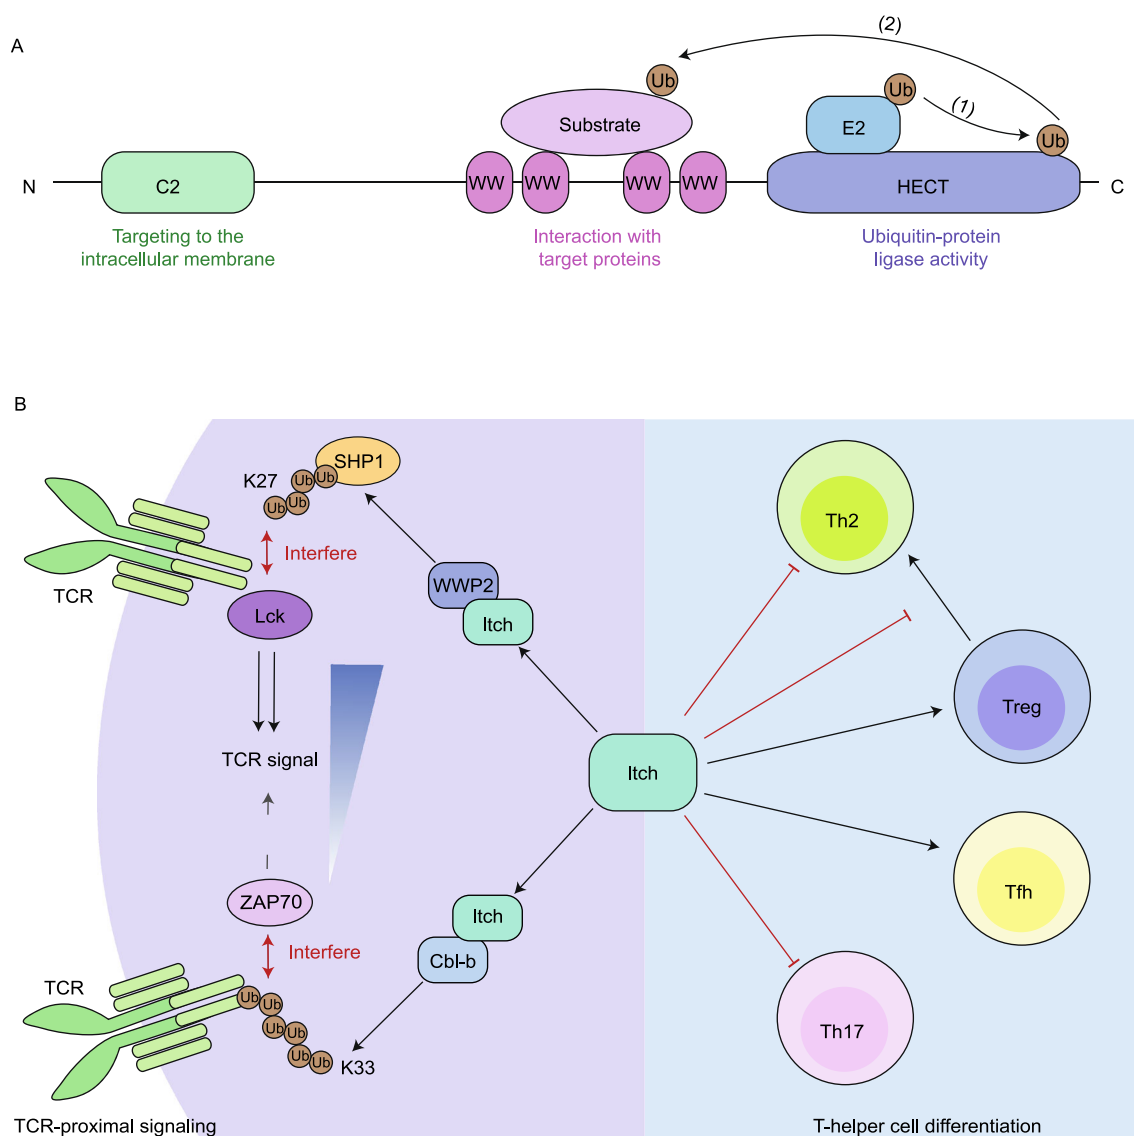 A
(2)
Ub
Ub
(1)
Substrate
E2
Ub
N
C2
WW
WW
WW
WW
HECT
C
Targeting to the
intracellular membrane
Interaction with
target proteins
Ubiquitin-protein
ligase activity
B
SHP1
K27
Ub
Ub
Ub
Ub
Interfere
TCR
Lck
WWP2
Itch
TCR signal
ZAP70
Interfere
Itch
Cbl-b
TCR
Ub
Ub
Ub
Ub
Ub
Ub
K33
TCR-proximal signaling
Itch
Th2
Treg
Tfh
Th17
T-helper cell differentiation